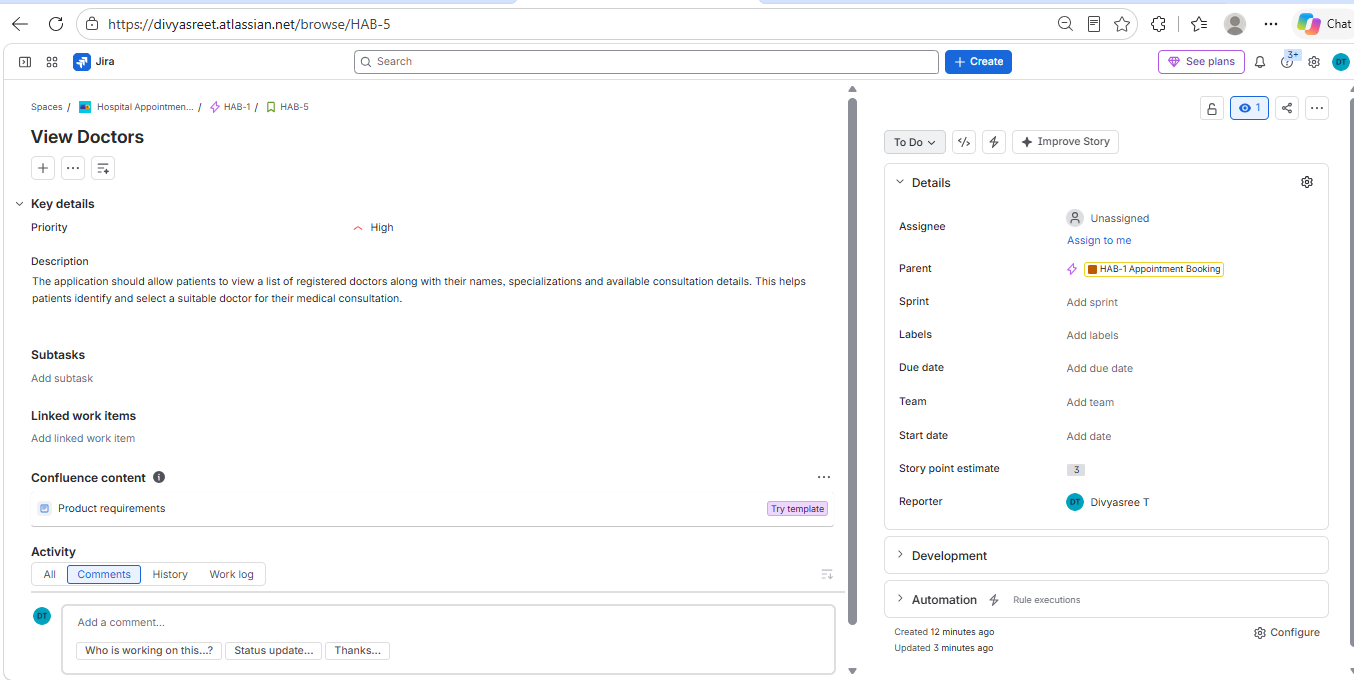 https://divyasreet.atlassian.net/browse/HAB-5
Chat
Jira
Search
Create
See plans
3+
DT
Spaces / Hospital Appointmen... / HAB-1 / HAB-5
View Doctors
Key details
Priority
High
Description
The application should allow patients to view a list of registered doctors along with their names, specializations and available consultation details. This helps
patients identify and select a suitable doctor for their medical consultation.
Subtasks
Add subtask
Linked work items
Add linked work item
Confluence content
Product requirements
Try template
Activity
All
Comments
History
Work log
DT
Add a comment...
Who is working on this...?
Status update...
Thanks...
1
To Do
Improve Story
Details
Assignee
Unassigned
Assign to me
Parent
HAB-1 Appointment Booking
Sprint
Add sprint
Labels
Add labels
Due date
Add due date
Team
Add team
Start date
Add date
Story point estimate
3
Reporter
DT
Divyasree T
Development
Automation
Rule executions
Created 12 minutes ago
Updated 3 minutes ago
Configure